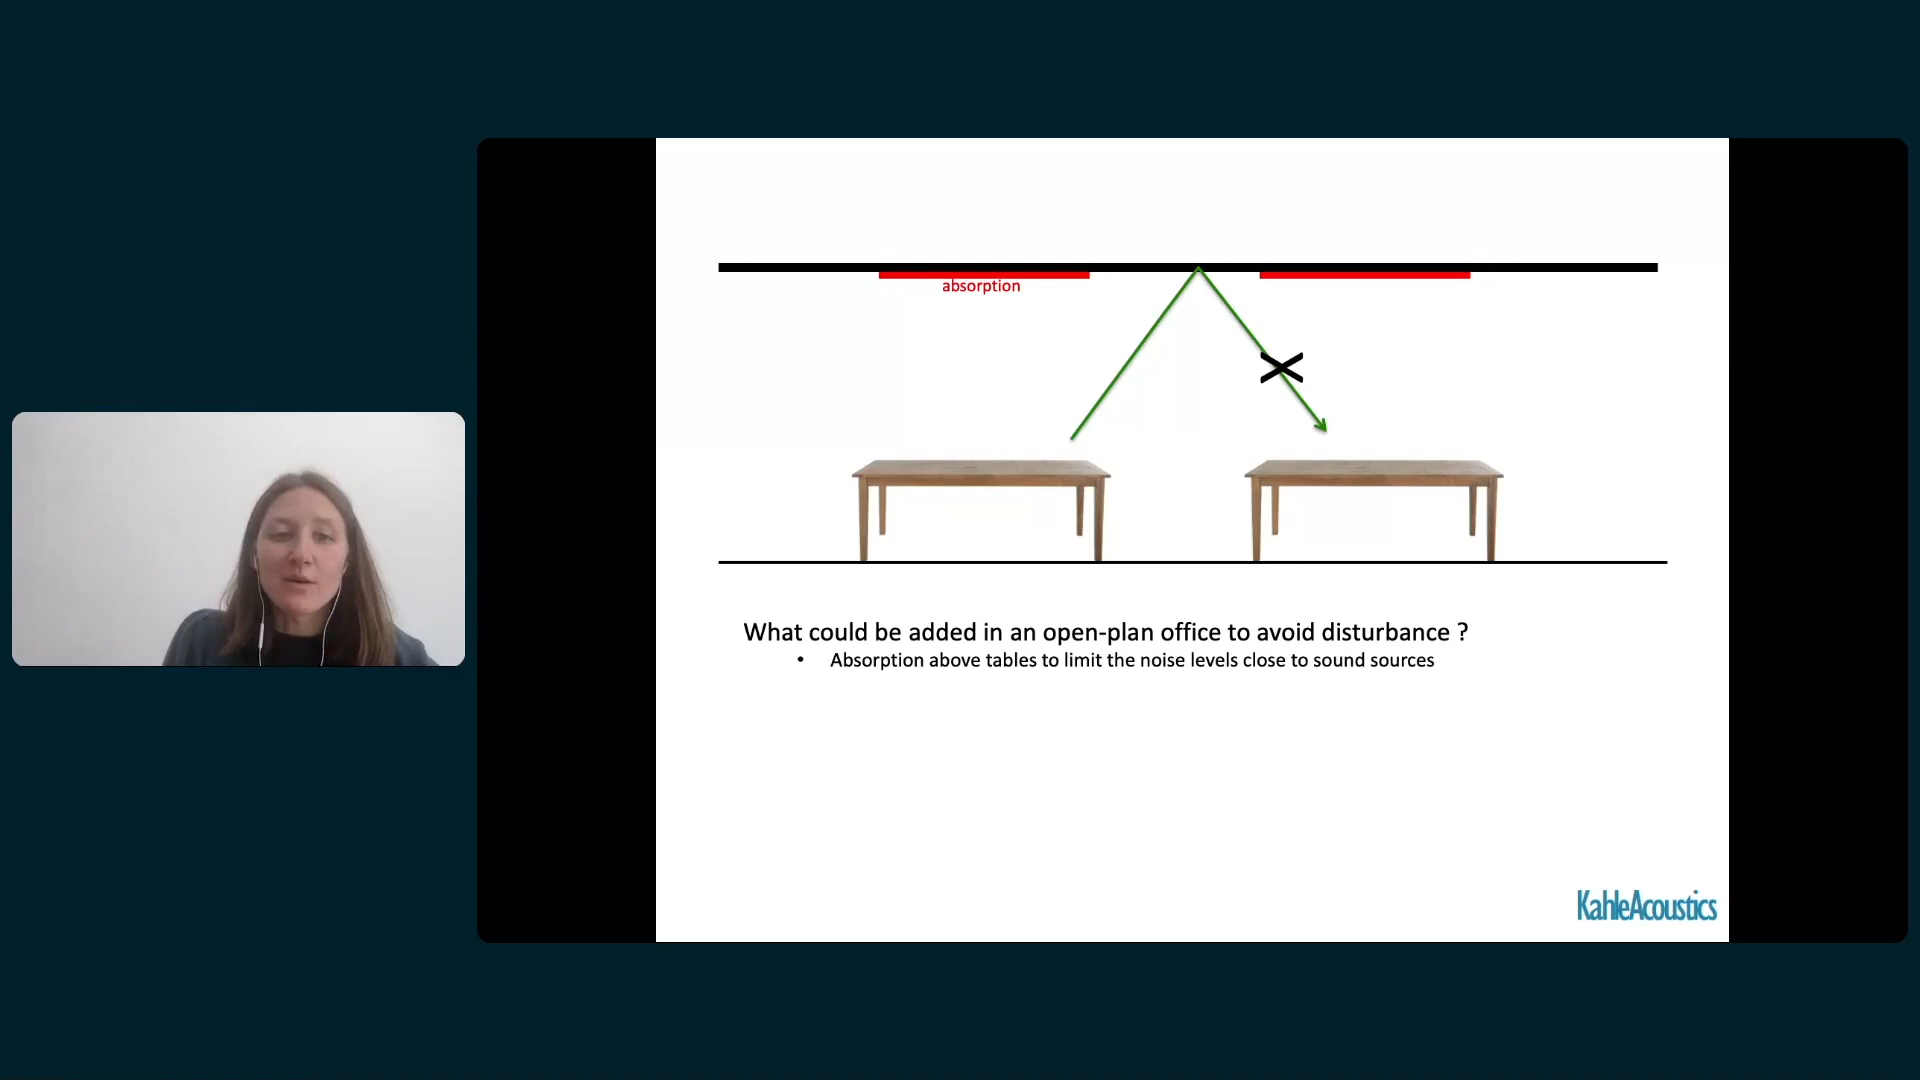 absorption
What could be added in an open-plan office to avoid disturbance ?
• Absorption above tables to limit the noise levels close to sound sources
KahleAcoustics